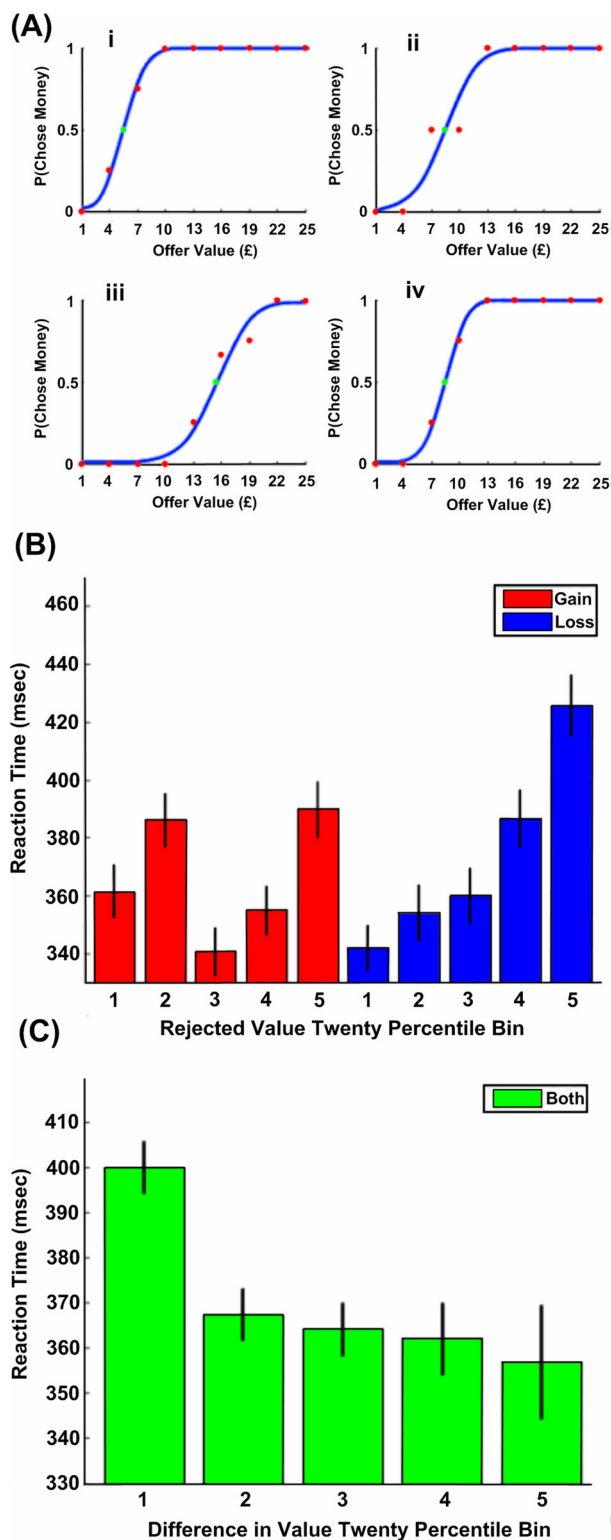 (A)
i
ii
P(Chose Money)
1
0.5
0
1 4 7 10 13 16 19 22 25
Offer Value (£)
P(Chose Money)
1
0.5
0
1 4 7 10 13 16 19 22 25
Offer Value (£)
iii
iv
P(Chose Money)
1
0.5
0
1 4 7 10 13 16 19 22 25
Offer Value (£)
P(Chose Money)
1
0.5
0
1 4 7 10 13 16 19 22 25
Offer Value (£)
(B)
Reaction Time (msec)
460
440
420
400
380
360
340
Gain
Loss
1 2 3 4 5 1 2 3 4 5
Rejected Value Twenty Percentile Bin
(C)
Reaction Time (msec)
410
400
390
380
370
360
350
340
330
Both
1 2 3 4 5
Difference in Value Twenty Percentile Bin